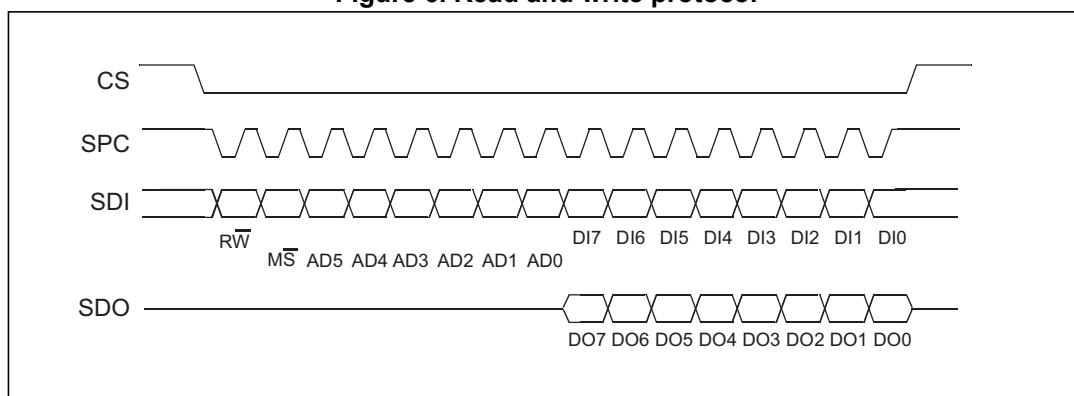 Figure 6. Read and write protocol
CS
SPC
SDI
RW̅
MS̅ AD5 AD4 AD3 AD2 AD1 AD0
DI7 DI6 DI5 DI4 DI3 DI2 DI1 DI0
SDO
DO7 DO6 DO5 DO4 DO3 DO2 DO1 DO0